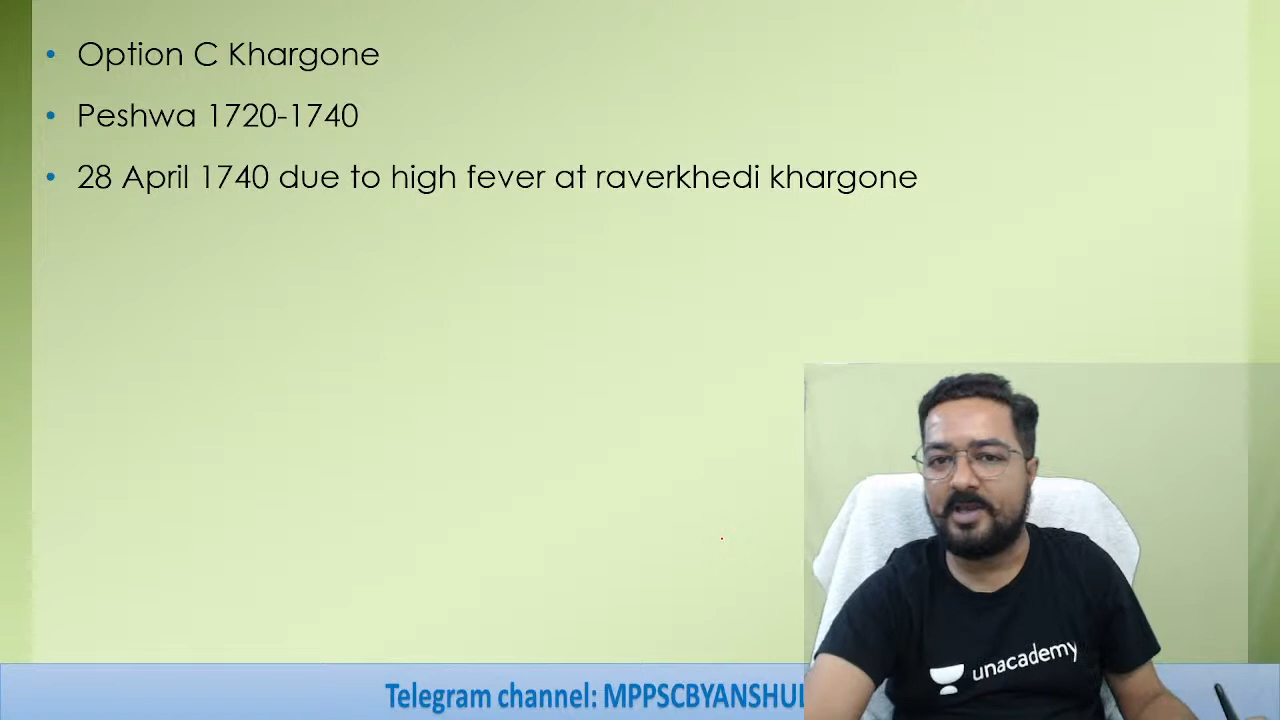 • Option C Khargone
• Peshwa 1720-1740
• 28 April 1740 due to high fever at raverkhedi khargone
unacademy
Telegram channel: MPPSCBYANSHUL